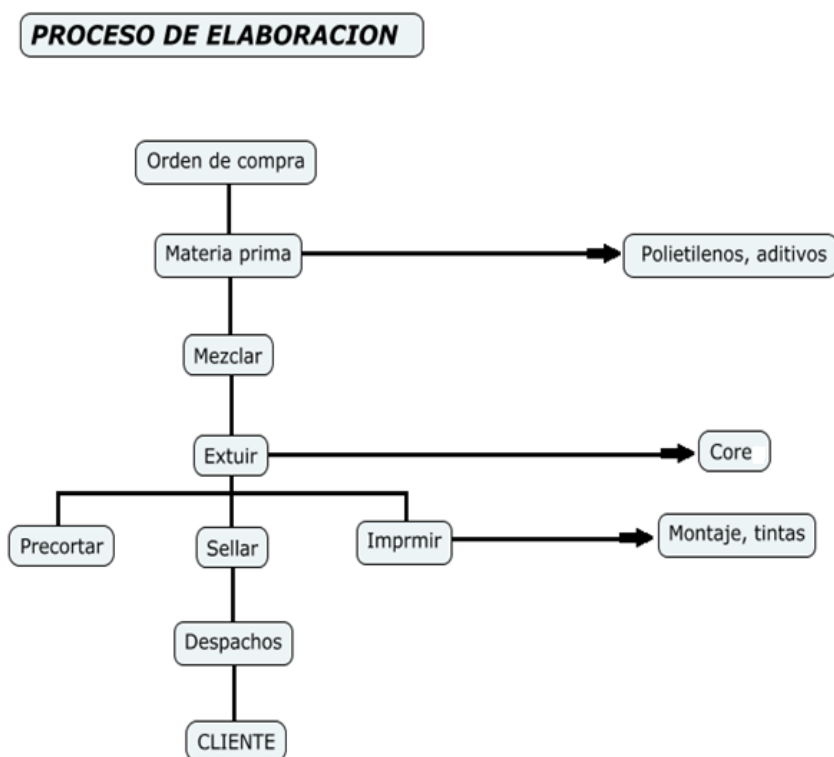 PROCESO DE ELABORACION
Orden de compra
Materia prima
Polietilenos, aditivos
Mezclar
Extuir
Core
Precortar
Sellar
Imprmir
Montaje, tintas
Despachos
CLIENTE